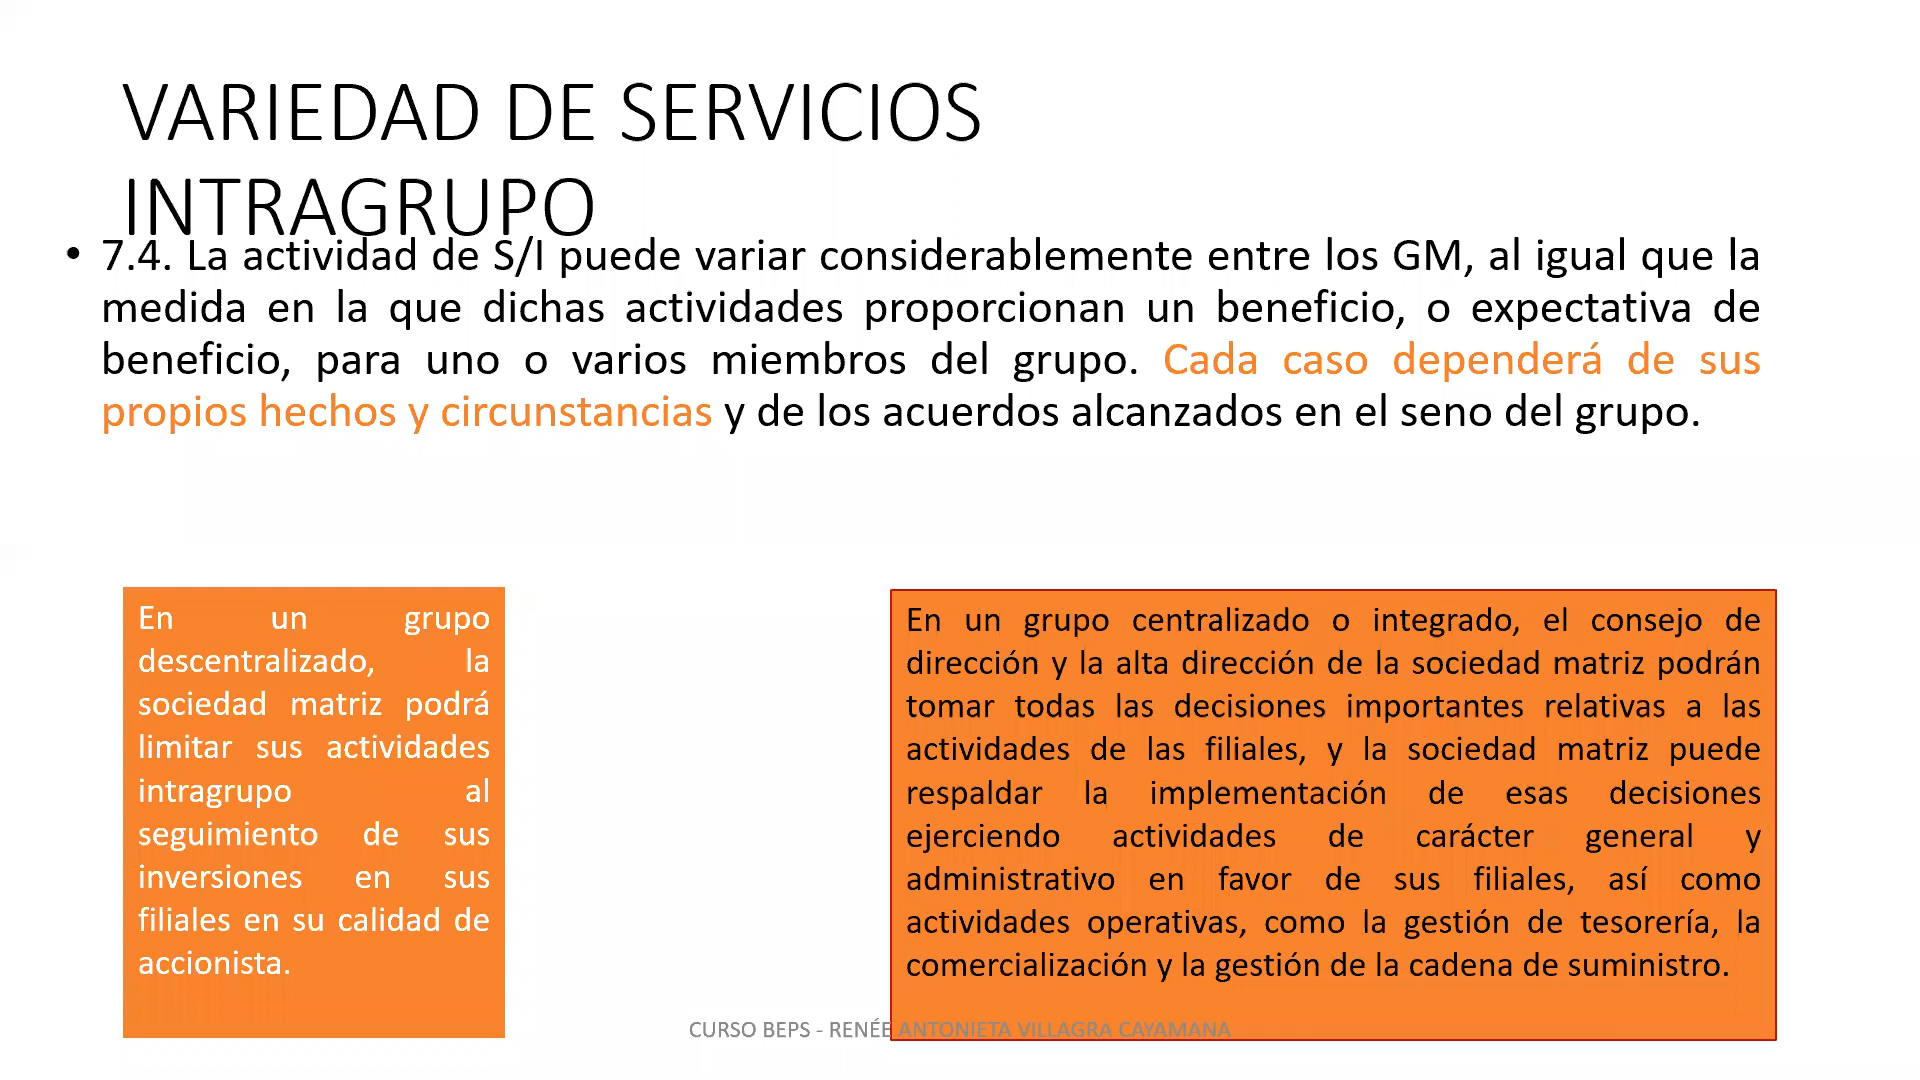 VARIEDAD DE SERVICIOS
INTRAGRUPO
• 7.4. La actividad de S/I puede variar considerablemente entre los GM, al igual que la
medida en la que dichas actividades proporcionan un beneficio, o expectativa de
beneficio, para uno o varios miembros del grupo. Cada caso dependerá de sus
propios hechos y circunstancias y de los acuerdos alcanzados en el seno del grupo.
En un grupo
descentralizado, la
sociedad matriz podrá
limitar sus actividades
intragrupo al
seguimiento de sus
inversiones en sus
filiales en su calidad de
accionista.
En un grupo centralizado o integrado, el consejo de
dirección y la alta dirección de la sociedad matriz podrán
tomar todas las decisiones importantes relativas a las
actividades de las filiales, y la sociedad matriz puede
respaldar la implementación de esas decisiones
ejerciendo actividades de carácter general y
administrativo en favor de sus filiales, así como
actividades operativas, como la gestión de tesorería, la
comercialización y la gestión de la cadena de suministro.
CURSO BEPS - RENÉE ANTONIETA VILLAGRA CAYAMANA